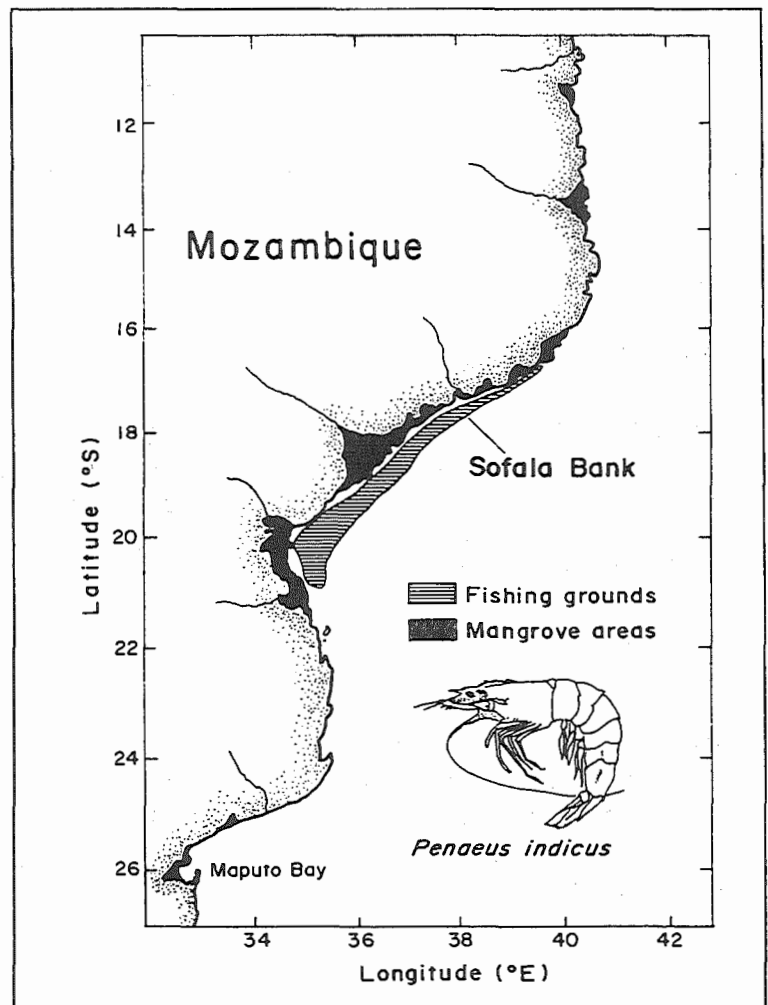 12
14
16
18
20
22
24
26
Latitude (°S)
Mozambique
Sofala Bank
Fishing grounds
Mangrove areas
Penaeus indicus
Maputo Bay
34
36
38
40
42
Longitude (°E)